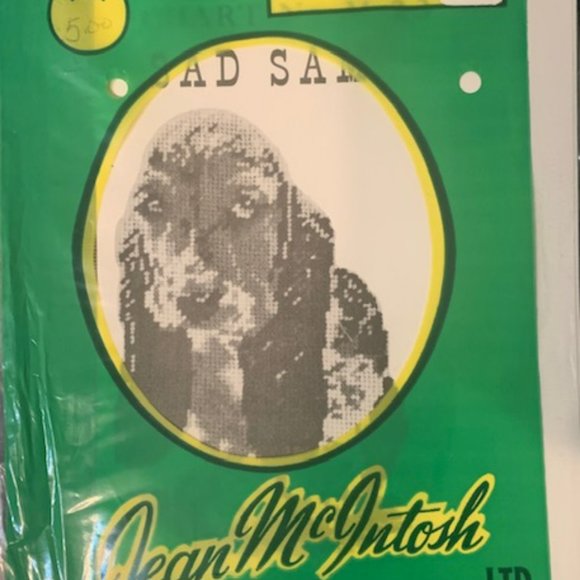 5.00
CHART
SAD SAM
Jean McIntosh
LTD